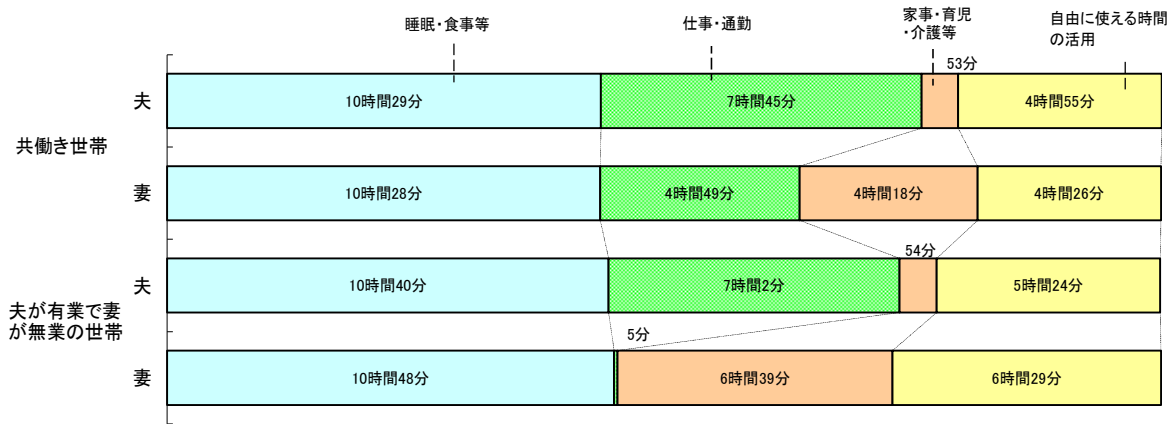 睡眠・食事等
仕事・通勤
家事・育児
・介護等
自由に使える時間
の活用
53分
共働き世帯
夫
10時間29分
7時間45分
4時間55分
妻
10時間28分
4時間49分
4時間18分
4時間26分
54分
夫が有業で妻
が無業の世帯
夫
10時間40分
7時間2分
5時間24分
5分
妻
10時間48分
6時間39分
6時間29分